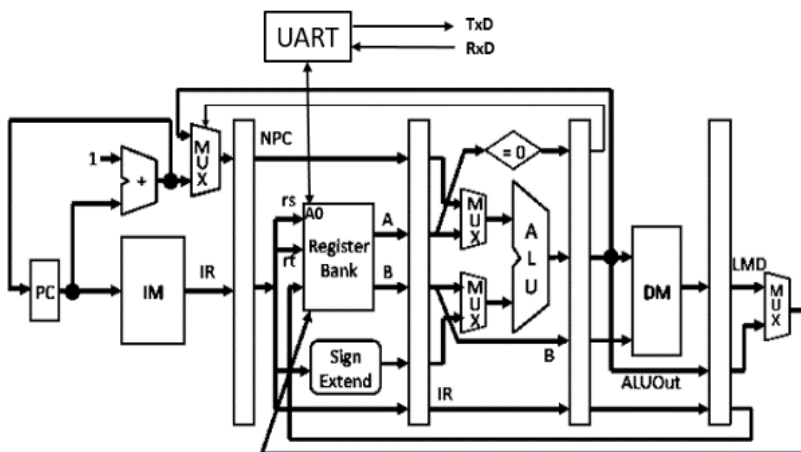 UART
TxD
RxD
NPC
MUX
1
+
= 0
rs
A0
A
MUX
ALU
Register
Bank
rt
B
MUX
PC
IM
IR
DM
LMD
MUX
Sign
Extend
B
ALUOut
IR